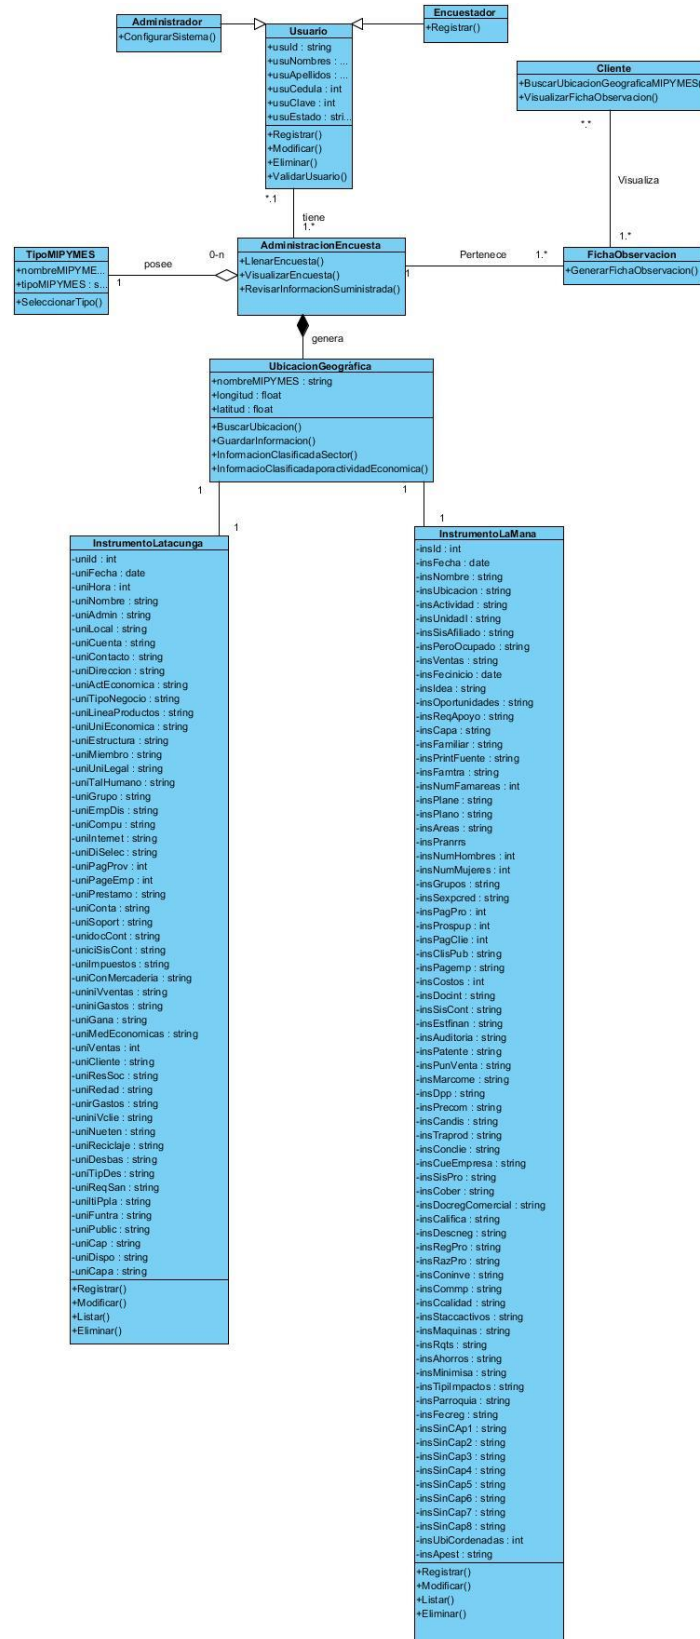 Administrador
+ConfigurarSistema()
Usuario
+usuId : string
+usuNombres : ...
+usuApellidos : ...
+usuCedula : int
+usuClave : int
+usuEstado : stri...
+Registrar()
+Modificar()
+Eliminar()
+ValidarUsuario()
Encuestador
+Registrar()
Cliente
+BuscarUbicacionGeograficaMIPYMES(
+VisualizarFichaObservacion()
*.*
Visualiza
1.*
*.1
tiene
1.*
TipoMIPYMES
+nombreMIPYME...
+tipoMIPYMES : s...
+SeleccionarTipo()
posee
0-n
1
AdministracionEncuesta
+LlenarEncuesta()
+VisualizarEncuesta()
+RevisarInformacionSuministrada()
Pertenece
1.*
1
FichaObservacion
+GenerarFichaObservacion()
genera
UbicacionGeográfica
+nombreMIPYMES : string
+longitud : float
+latitud : float
+BuscarUbicacion()
+GuardarInformacion()
+InformacionClasificadaSector()
+InformacioClasificadaporactividadEconomica()
1
1
1
1
InstrumentoLatacunga
-uniId : int
-uniFecha : date
-uniHora : int
-uniNombre : string
-uniAdmin : string
-uniLocal : string
-uniCuenta : string
-uniContacto : string
-uniDireccion : string
-uniActEconomica : string
-uniTipoNegocio : string
-uniLineaProductos : string
-uniUniEconomica : string
-uniEstructura : string
-uniMiembro : string
-uniUniLegal : string
-uniTalHumano : string
-uniGrupo : string
-uniEmpDis : string
-uniCompu : string
-uniInternet : string
-uniDiSelec : string
-uniPagProv : int
-uniPageEmp : int
-uniPrestamo : string
-uniConta : string
-uniSoport : string
-unidocCont : string
-uniciSisCont : string
-uniImpuestos : string
-uniConMercaderia : string
-uniniVventas : string
-uniniGastos : string
-uniGana : string
-uniMedEconomicas : string
-uniVentas : int
-uniCliente : string
-uniResSoc : string
-uniRedad : string
-unirGastos : string
-uniniVclie : string
-uniNueten : string
-uniReciclaje : string
-uniDesbas : string
-uniTipDes : string
-uniReqSan : string
-uniItiPpla : string
-uniFuntra : string
-uniPublic : string
-uniCap : string
-uniDispo : string
-uniCapa : string
+Registrar()
+Modificar()
+Listar()
+Eliminar()
InstrumentoLaMana
-insId : int
-insFecha : date
-insNombre : string
-insUbicacion : string
-insActividad : string
-insUnidadI : string
-insSisAfiliado : string
-insPeroOcupado : string
-insVentas : string
-insFecinicio : date
-insIdea : string
-insOportunidades : string
-insReqApoyo : string
-insCapa : string
-insFamiliar : string
-insPrintFuente : string
-insFamtra : string
-insNumFamareas : int
-insPlane : string
-insPlano : string
-insAreas : string
-insPranrrs
-insNumHombres : int
-insNumMujeres : int
-insGrupos : string
-insSexpcred : string
-insPagPro : int
-insProspup : int
-insPagClie : int
-insClisPub : string
-insPagemp : string
-insCostos : int
-insDocint : string
-insSisCont : string
-insEstfinan : string
-insAuditoria : string
-insPatente : string
-insPunVenta : string
-insMarcome : string
-insDpp : string
-insPrecom : string
-insCandis : string
-insTraprod : string
-insConclie : string
-insCueEmpresa : string
-insSisPro : string
-insCober : string
-insDocregComercial : string
-insCalifica : string
-insDescneg : string
-insRegPro : string
-insRazPro : string
-insConinve : string
-insCommp : string
-insCcalidad : string
-insStaccactivos : string
-insMaquinas : string
-insRqts : string
-insAhorros : string
-insMinimisa : string
-insTipiImpactos : string
-insParroquia : string
-insFecreg : string
-insSinCAp1 : string
-insSinCap2 : string
-insSinCap3 : string
-insSinCap4 : string
-insSinCap5 : string
-insSinCap6 : string
-insSinCap7 : string
-insSinCap8 : string
-insUbiCordenadas : int
-insApest : string
+Registrar()
+Modificar()
+Listar()
+Eliminar()